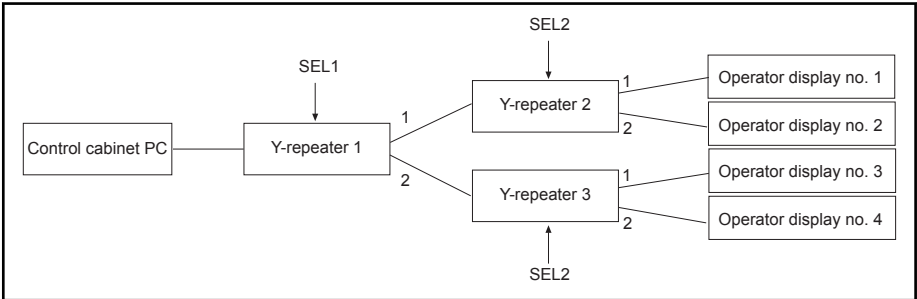 SEL2
SEL1
Operator display no. 1
Y-repeater 2
1
1
2
Operator display no. 2
Control cabinet PC
Y-repeater 1
Operator display no. 3
2
1
Y-repeater 3
2
Operator display no. 4
SEL2